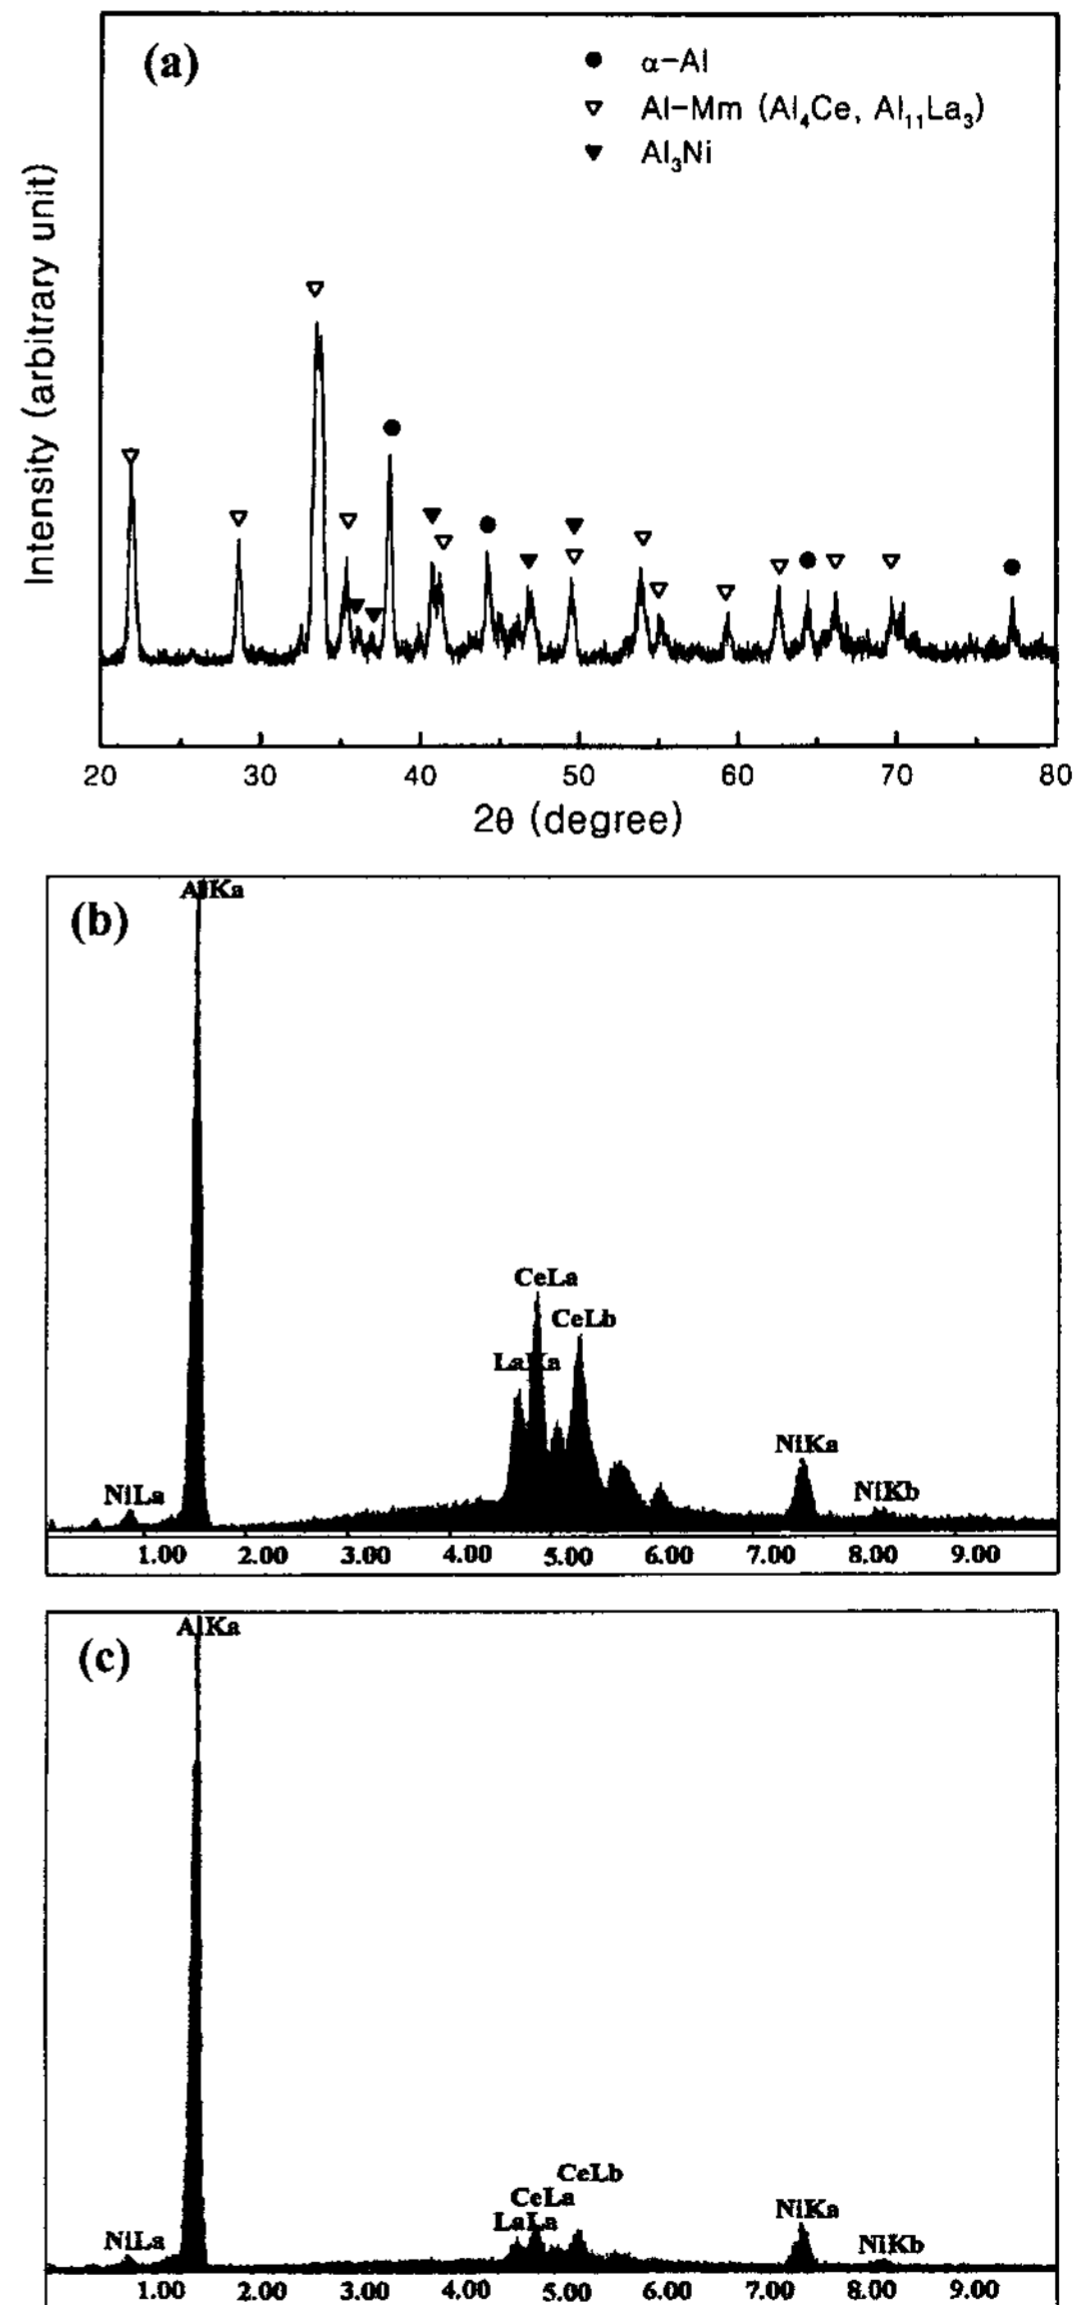 (a)
α-Al
Al-Mm (Al₄Ce, Al₁₁La₃)
Al₃Ni
Intensity (arbitrary unit)
20 30 40 50 60 70 80
2θ (degree)
(b)
AlKa
CeLa
CeLb
LaKa
NiKa
NiLa
NiKb
1.00 2.00 3.00 4.00 5.00 6.00 7.00 8.00 9.00
(c)
AlKa
CeLb
CeLa
LaLa
NiKa
NiLa
NiKb
1.00 2.00 3.00 4.00 5.00 6.00 7.00 8.00 9.00